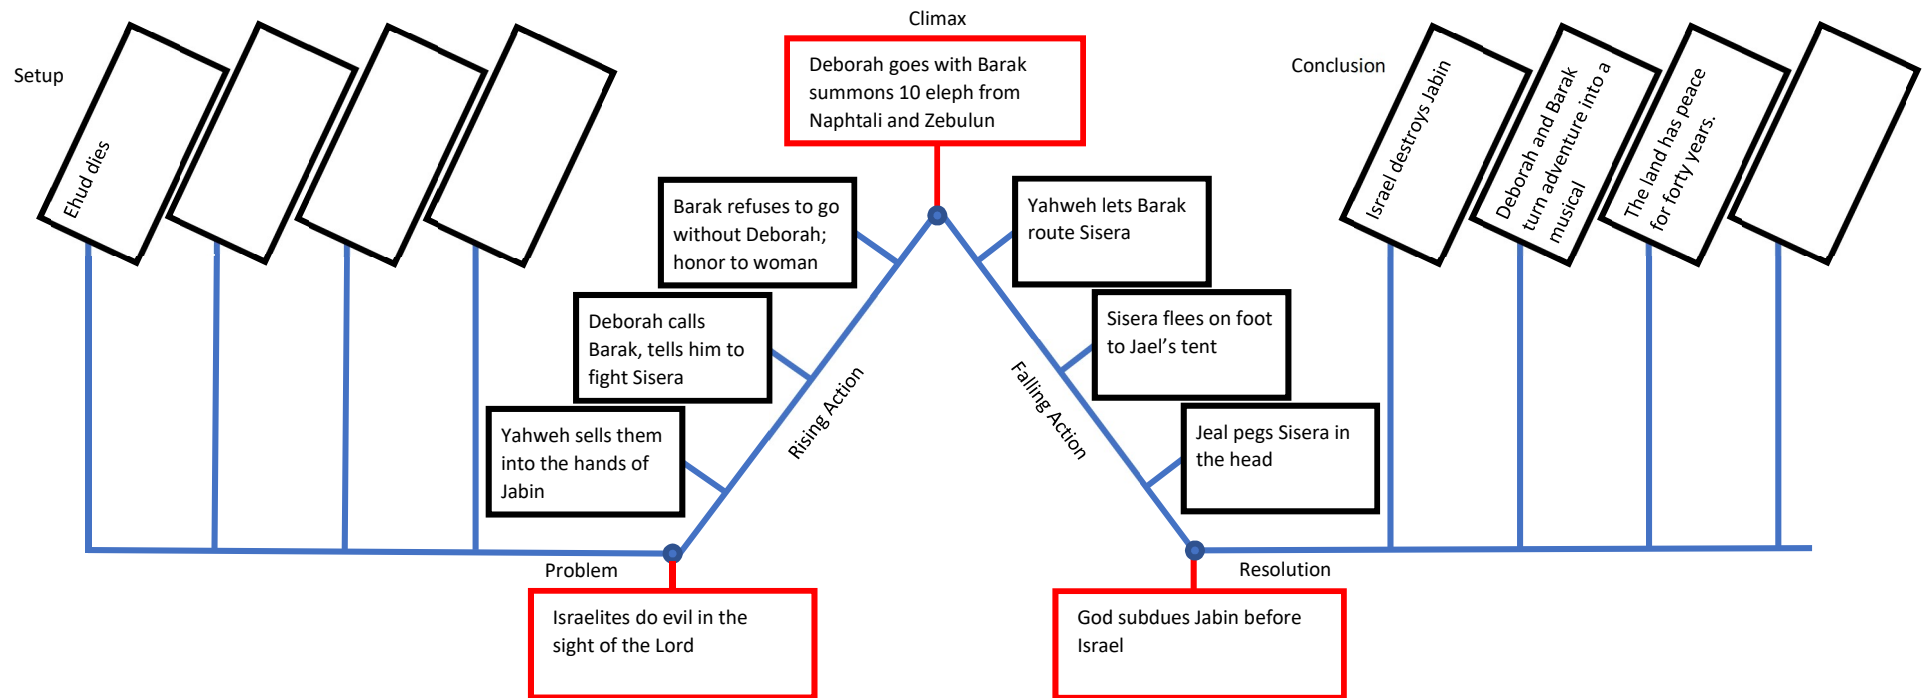 Setup
Ehud dies
Problem
Israelites do evil in the
sight of the Lord
Rising Action
Yahweh sells them
into the hands of
Jabin
Deborah calls
Barak, tells him to
fight Sisera
Barak refuses to go
without Deborah;
honor to woman
Climax
Deborah goes with Barak
summons 10 eleph from
Naphtali and Zebulun
Falling Action
Yahweh lets Barak
route Sisera
Sisera flees on foot
to Jael’s tent
Jeal pegs Sisera in
the head
Resolution
God subdues Jabin before
Israel
Conclusion
Israel destroys Jabin
Deborah and Barak
turn adventure into a
musical
The land has peace
for forty years.